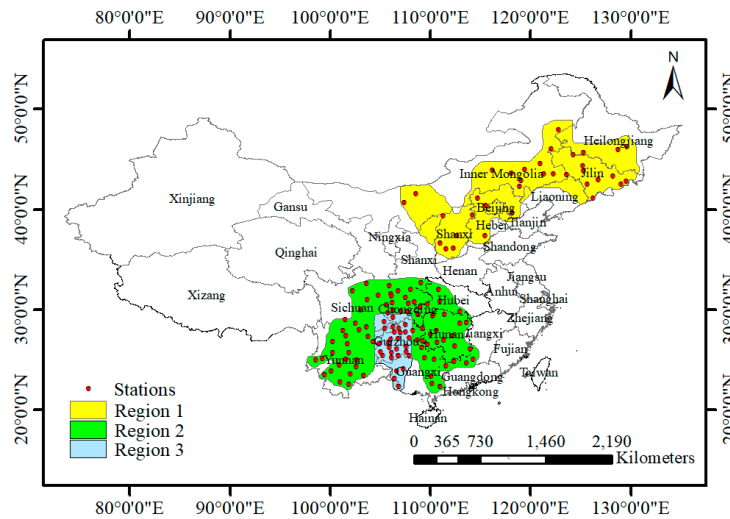 80°0'0"E 90°0'0"E 100°0'0"E 110°0'0"E 120°0'0"E 130°0'0"E
N
50°0'0"N 50°0'0"N
Heilongjiang
Inner Mongolia Jilin
Xinjiang
Liaoning
Gansu
Beijing
40°0'0"N 40°0'0"N
Tianjin
Hebei
Ningxia Shanxi
Shandong
Qinghai
Shanxi
Henan
Jiangsu
Xizang
Anhui
Shanghai
Hubei
Sichuan Chongqing
30°0'0"N 30°0'0"N
Zhejiang
Hunan Jiangxi
Guizhou
Fujian
Yunnan
Guangxi
Taiwan
Guangdong
Hongkong
Stations
Region 1
Region 2
Region 3
20°0'0"N 20°0'0"N
Hainan
0 365 730 1,460 2,190
Kilometers
80°0'0"E 90°0'0"E 100°0'0"E 110°0'0"E 120°0'0"E 130°0'0"E